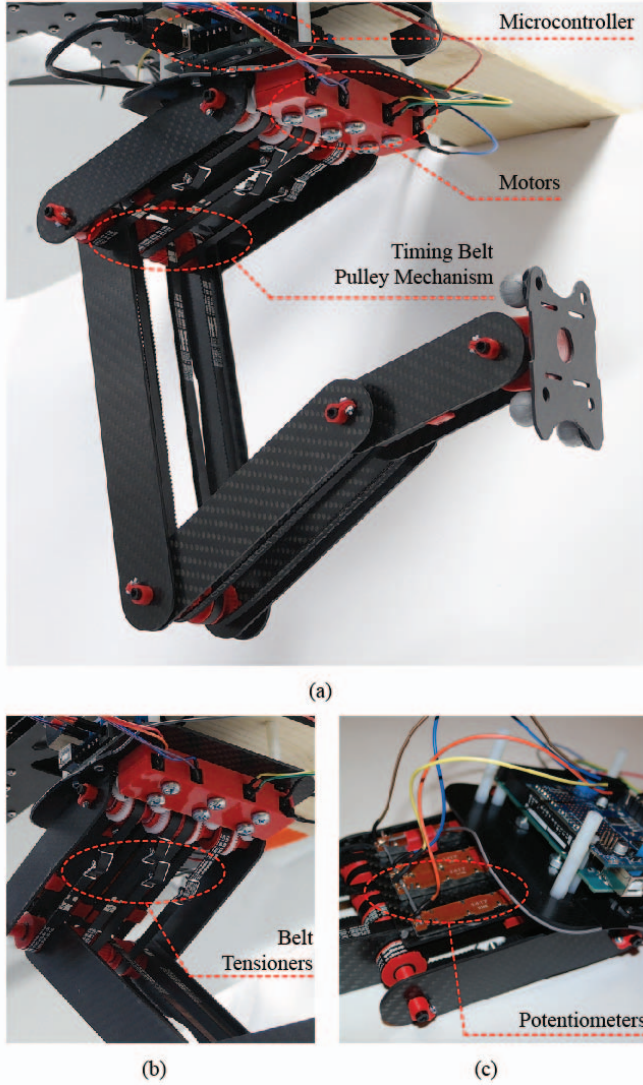 Microcontroller
Motors
Timing Belt
Pulley Mechanism
(a)
Belt
Tensioners
(b)
Potentiometers
(c)